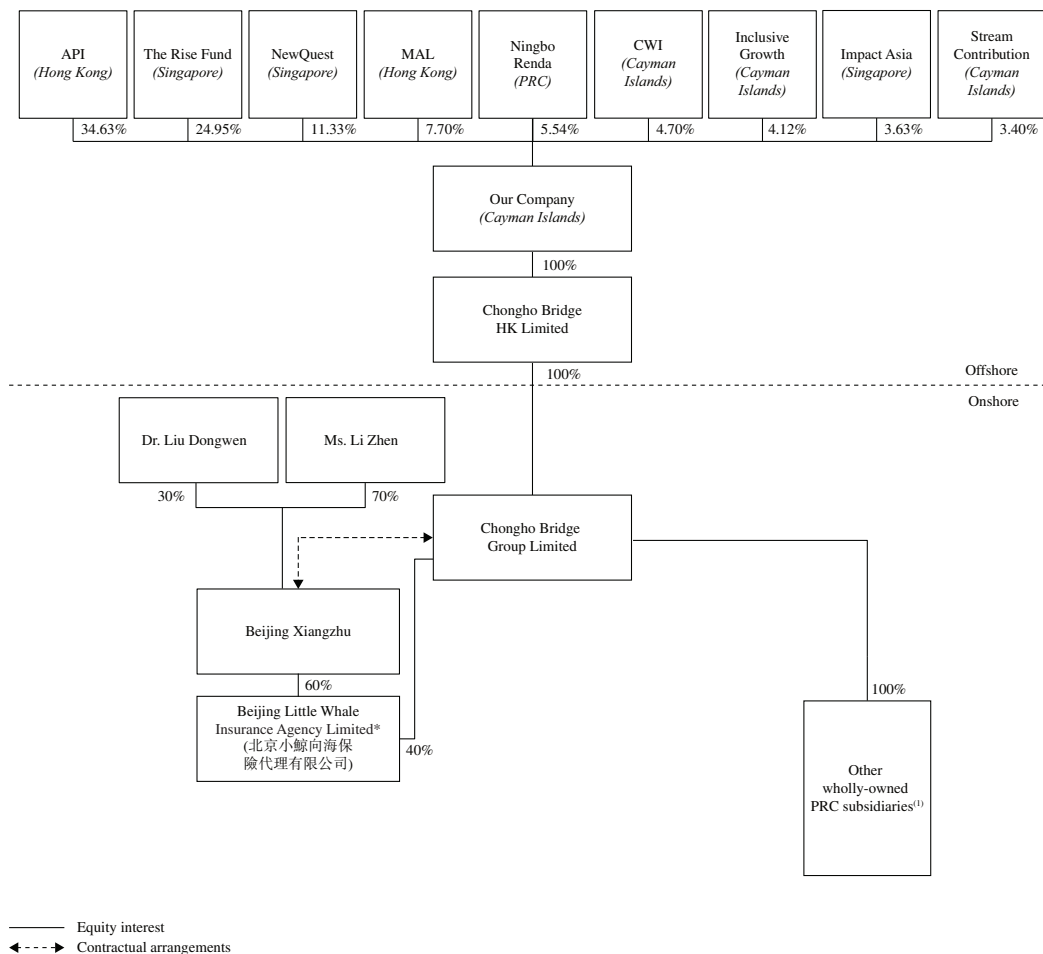 API
(Hong Kong)
The Rise Fund
(Singapore)
NewQuest
(Singapore)
MAL
(Hong Kong)
Ningbo
Renda
(PRC)
CWI
(Cayman
Islands)
Inclusive
Growth
(Cayman
Islands)
Impact Asia
(Singapore)
Stream
Contribution
(Cayman
Islands)
34.63%
24.95%
11.33%
7.70%
5.54%
4.70%
4.12%
3.63%
3.40%
Our Company
(Cayman Islands)
100%
Chongho Bridge
HK Limited
100%
Offshore
Onshore
Dr. Liu Dongwen
Ms. Li Zhen
30%
70%
Chongho Bridge
Group Limited
Beijing Xiangzhu
60%
Beijing Little Whale
Insurance Agency Limited*
(北京小鯨向海保
險代理有限公司)
40%
100%
Other
wholly-owned
PRC subsidiaries(1)
Equity interest
Contractual arrangements